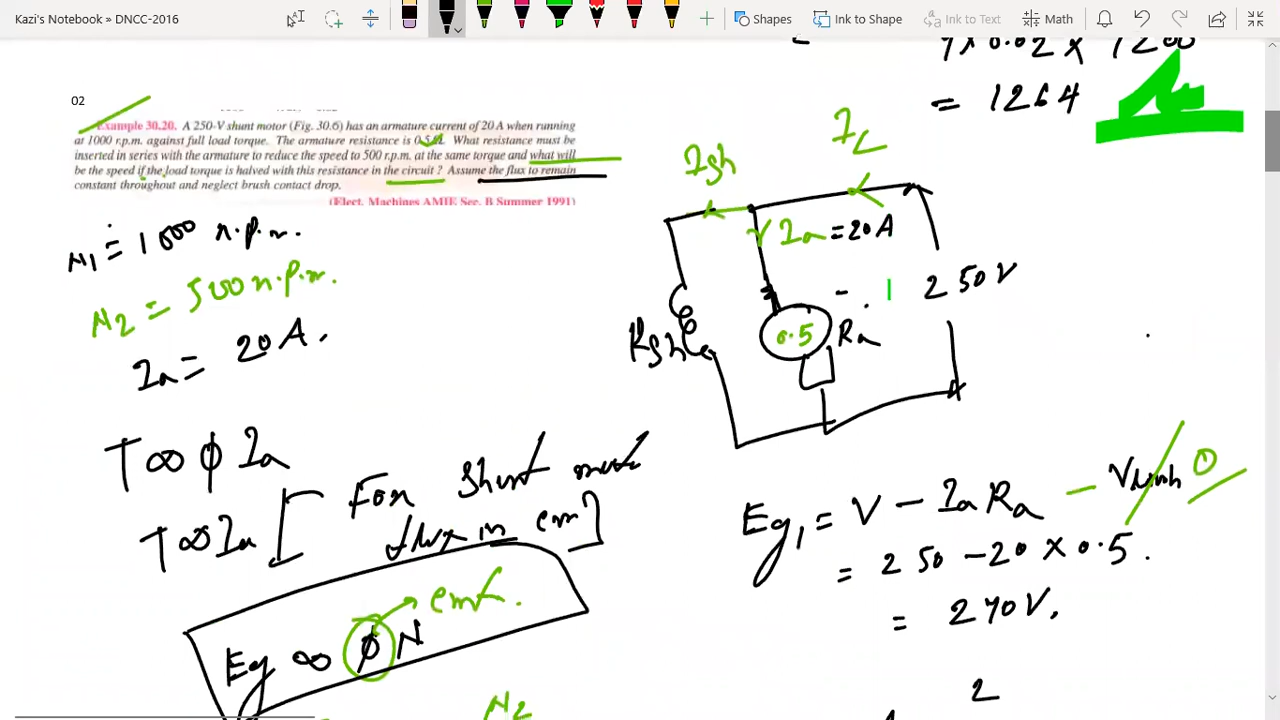 Kazi's Notebook » DNCC-2016
Shapes
Ink to Shape
Ink to Text
Math
= 1264
02
Example 30.20. A 250-V shunt motor (Fig. 30.6) has an armature current of 20 A when running
at 1000 r.p.m. against full load torque. The armature resistance is 0.5 Ω. What resistance must be
inserted in series with the armature to reduce the speed to 500 r.p.m. at the same torque and what will
be the speed if the load torque is halved with this resistance in the circuit ? Assume the flux to remain
constant throughout and neglect brush contact drop.
(Elect. Machines AMIE Sec. B Summer 1991)
N1 = 1000 r.p.m.
N2 = 500 r.p.m.
Ia = 20 A.
IL
Ish
Ia = 20A
250V
0.5
Ra
Rsh
T ∞ φ Ia
T ∞ Ia [ For shunt
flux
Eg ∞ φ N
Eg1 = V - Ia Ra - 0
= 250 - 20 × 0.5.
= 240V.
N2
2